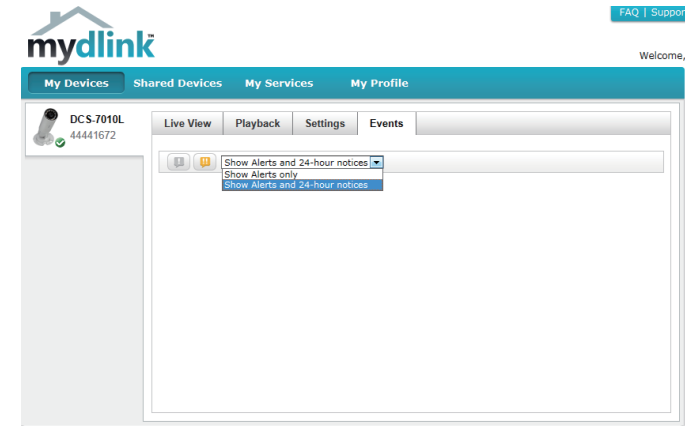 FAQ | Suppor
mydlink
Welcome,
My Devices Shared Devices My Services My Profile
DCS-7010L
44441672
Live View Playback Settings Events
Show Alerts and 24-hour notices
Show Alerts only
Show Alerts and 24-hour notices